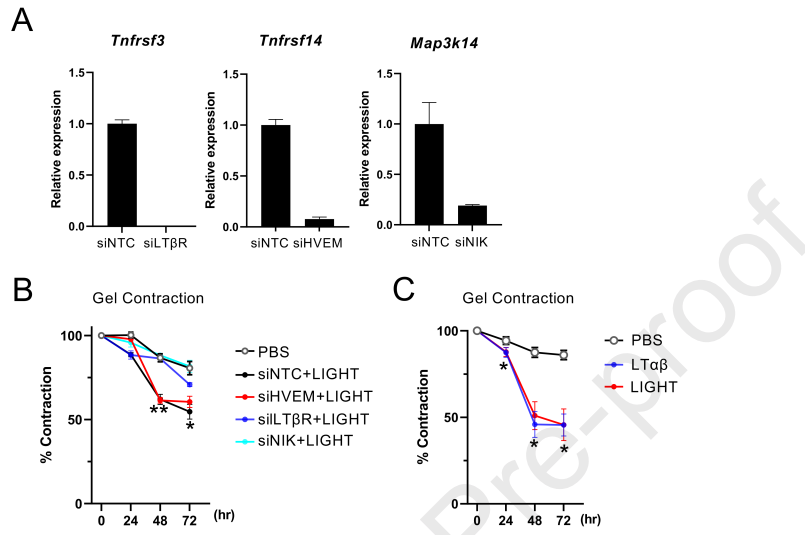 A
Tnfrsf3
Tnfrsf14
Map3k14
Relative expression
1.5
1.0
0.5
0.0
siNTC siLTβR
Relative expression
1.5
1.0
0.5
0.0
siNTC siHVEM
Relative expression
1.5
1.0
0.5
0.0
siNTC siNIK
B
Gel Contraction
% Contraction
100
50
0
0 24 48 72 (hr)
**
*
PBS
siNTC+LIGHT
siHVEM+LIGHT
silLTβR+LIGHT
siNIK+LIGHT
C
Gel Contraction
% Contraction
100
50
0
0 24 48 72 (hr)
*
*
*
PBS
LTαβ
LIGHT
Pre-proof